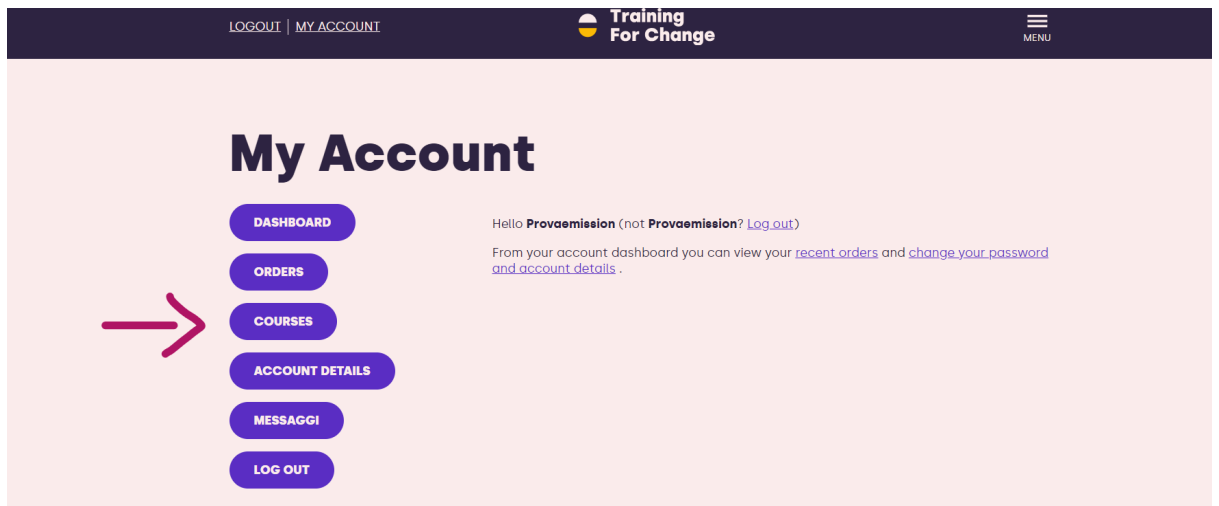 LOGOUT | MY ACCOUNT
Training
For Change
MENU
My Account
DASHBOARD
ORDERS
COURSES
ACCOUNT DETAILS
MESSAGGI
LOG OUT
Hello Provaemission (not Provaemission? Log out)
From your account dashboard you can view your recent orders and change your password
and account details .